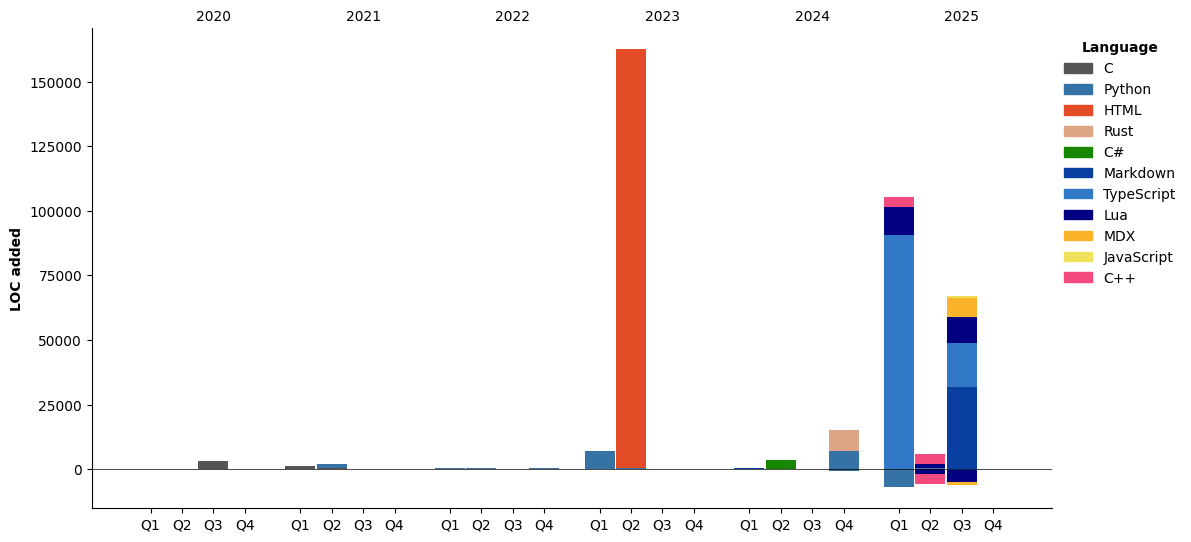 2020 2021 2022 2023 2024 2025
Language
C
Python
HTML
Rust
C#
Markdown
TypeScript
Lua
MDX
JavaScript
C++
LOC added
150000
125000
100000
75000
50000
25000
0
Q1 Q2 Q3 Q4 Q1 Q2 Q3 Q4 Q1 Q2 Q3 Q4 Q1 Q2 Q3 Q4 Q1 Q2 Q3 Q4 Q1 Q2 Q3 Q4